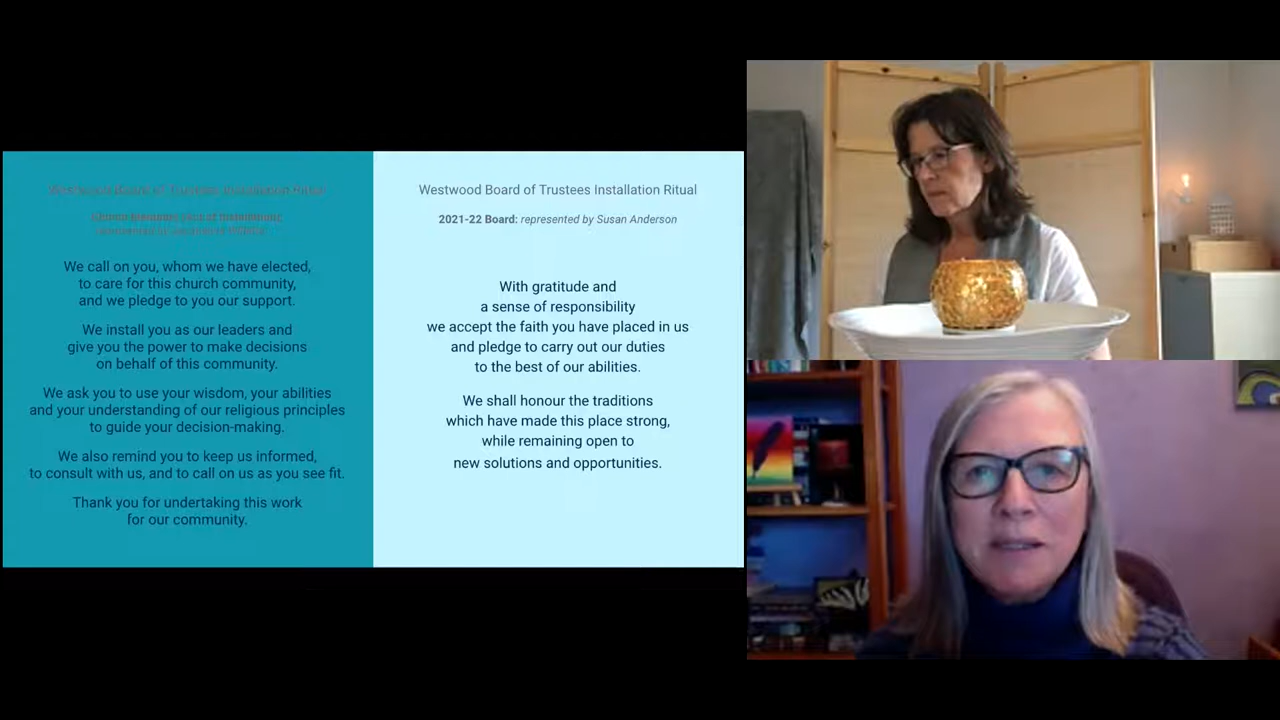 Westwood Board of Trustees Installation Ritual
We call on you, whom we have elected,
to care for this church community,
and we pledge to you our support.
We install you as our leaders and
give you the power to make decisions
on behalf of this community.
We ask you to use your wisdom, your abilities
and your understanding of our religious principles
to guide your decision-making.
We also remind you to keep us informed,
to consult with us, and to call on us as you see fit.
Thank you for undertaking this work
for our community.
Westwood Board of Trustees Installation Ritual
2021-22 Board: represented by Susan Anderson
With gratitude and
a sense of responsibility
we accept the faith you have placed in us
and pledge to carry out our duties
to the best of our abilities.
We shall honour the traditions
which have made this place strong,
while remaining open to
new solutions and opportunities.